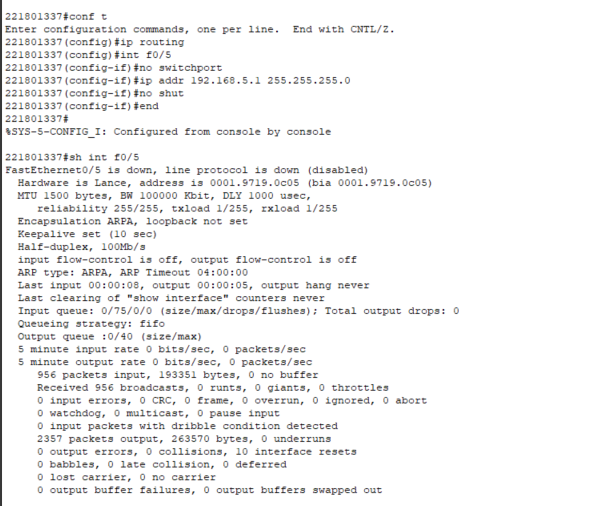 221801337#conf t
Enter configuration commands, one per line.  End with CNTL/Z.
221801337(config)#ip routing
221801337(config)#int f0/5
221801337(config-if)#no switchport
221801337(config-if)#ip addr 192.168.5.1 255.255.255.0
221801337(config-if)#no shut
221801337(config-if)#end
221801337#
%SYS-5-CONFIG_I: Configured from console by console
221801337#sh int f0/5
FastEthernet0/5 is down, line protocol is down (disabled)
Hardware is Lance, address is 0001.9719.0c05 (bia 0001.9719.0c05)
MTU 1500 bytes, BW 100000 Kbit, DLY 1000 usec,
reliability 255/255, txload 1/255, rxload 1/255
Encapsulation ARPA, loopback not set
Keepalive set (10 sec)
Half-duplex, 100Mb/s
input flow-control is off, output flow-control is off
ARP type: ARPA, ARP Timeout 04:00:00
Last input 00:00:08, output 00:00:05, output hang never
Last clearing of "show interface" counters never
Input queue: 0/75/0/0 (size/max/drops/flushes); Total output drops: 0
Queueing strategy: fifo
Output queue :0/40 (size/max)
5 minute input rate 0 bits/sec, 0 packets/sec
5 minute output rate 0 bits/sec, 0 packets/sec
956 packets input, 193351 bytes, 0 no buffer
Received 956 broadcasts, 0 runts, 0 giants, 0 throttles
0 input errors, 0 CRC, 0 frame, 0 overrun, 0 ignored, 0 abort
0 watchdog, 0 multicast, 0 pause input
0 input packets with dribble condition detected
2357 packets output, 263570 bytes, 0 underruns
0 output errors, 0 collisions, 10 interface resets
0 babbles, 0 late collision, 0 deferred
0 lost carrier, 0 no carrier
0 output buffer failures, 0 output buffers swapped out